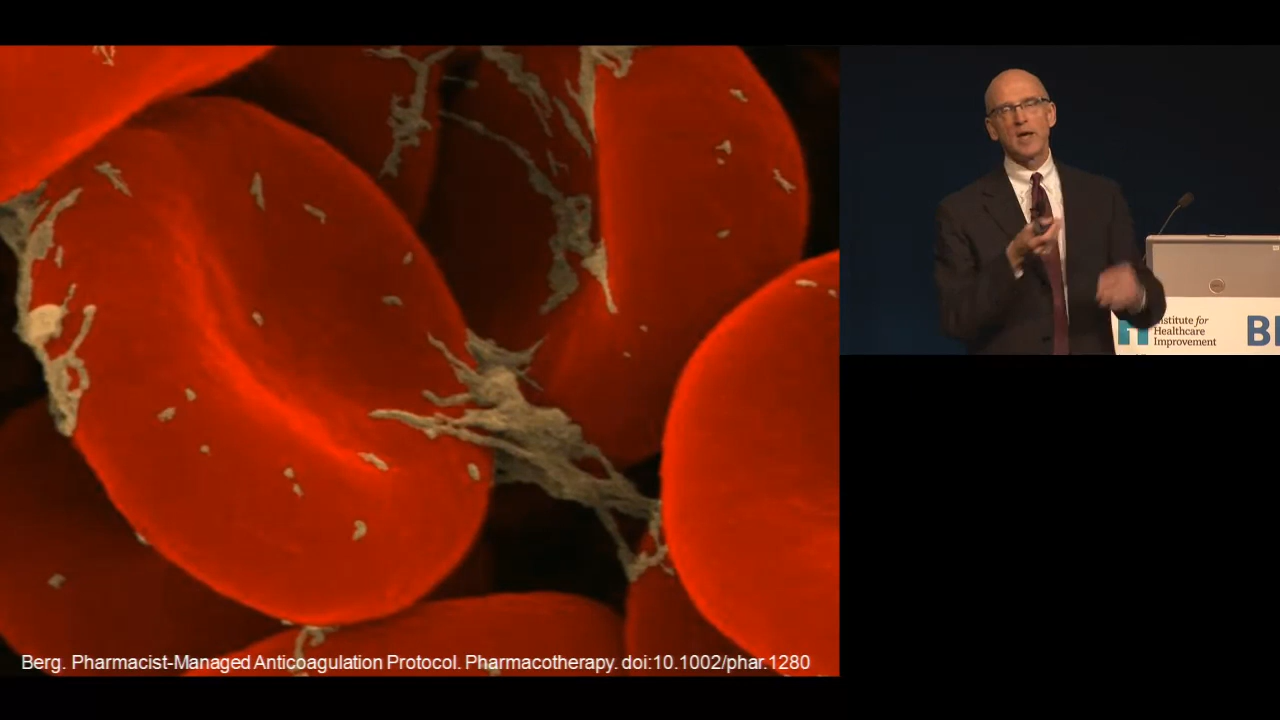 Berg. Pharmacist-Managed Anticoagulation Protocol. Pharmacotherapy. doi:10.1002/phar.1280
Institute for
Healthcare
Improvement